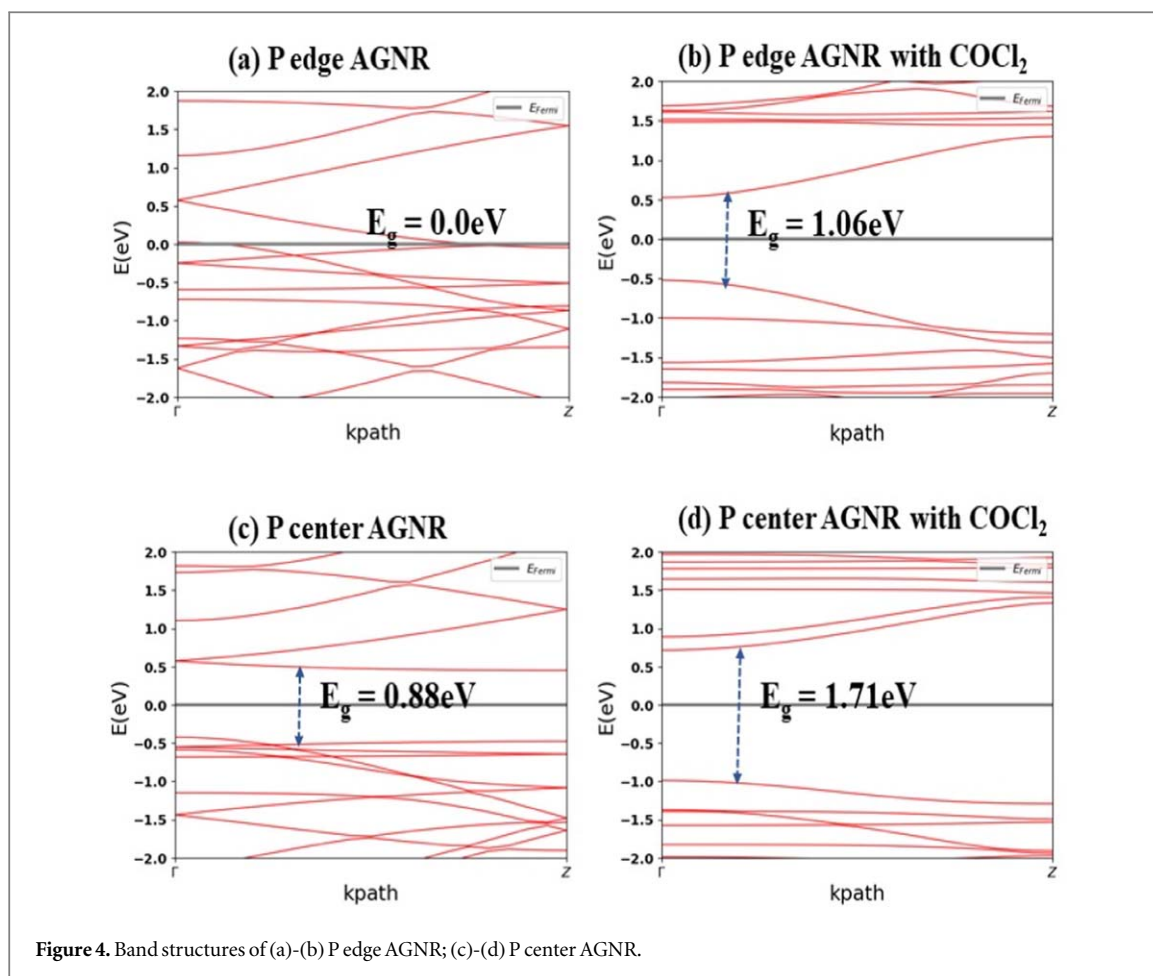 (a) P edge AGNR
(b) P edge AGNR with COCl₂
2.0
1.5
1.0
0.5
0.0
−0.5
−1.0
−1.5
−2.0
E(eV)
E_Fermi
E_g = 0.0eV
Γ
Z
kpath
2.0
1.5
1.0
0.5
0.0
−0.5
−1.0
−1.5
−2.0
E(eV)
E_Fermi
E_g = 1.06eV
Γ
Z
kpath
(c) P center AGNR
(d) P center AGNR with COCl₂
2.0
1.5
1.0
0.5
0.0
−0.5
−1.0
−1.5
−2.0
E(eV)
E_Fermi
E_g = 0.88eV
Γ
Z
kpath
2.0
1.5
1.0
0.5
0.0
−0.5
−1.0
−1.5
−2.0
E(eV)
E_Fermi
E_g = 1.71eV
Γ
Z
kpath
Figure 4. Band structures of (a)-(b) P edge AGNR; (c)-(d) P center AGNR.